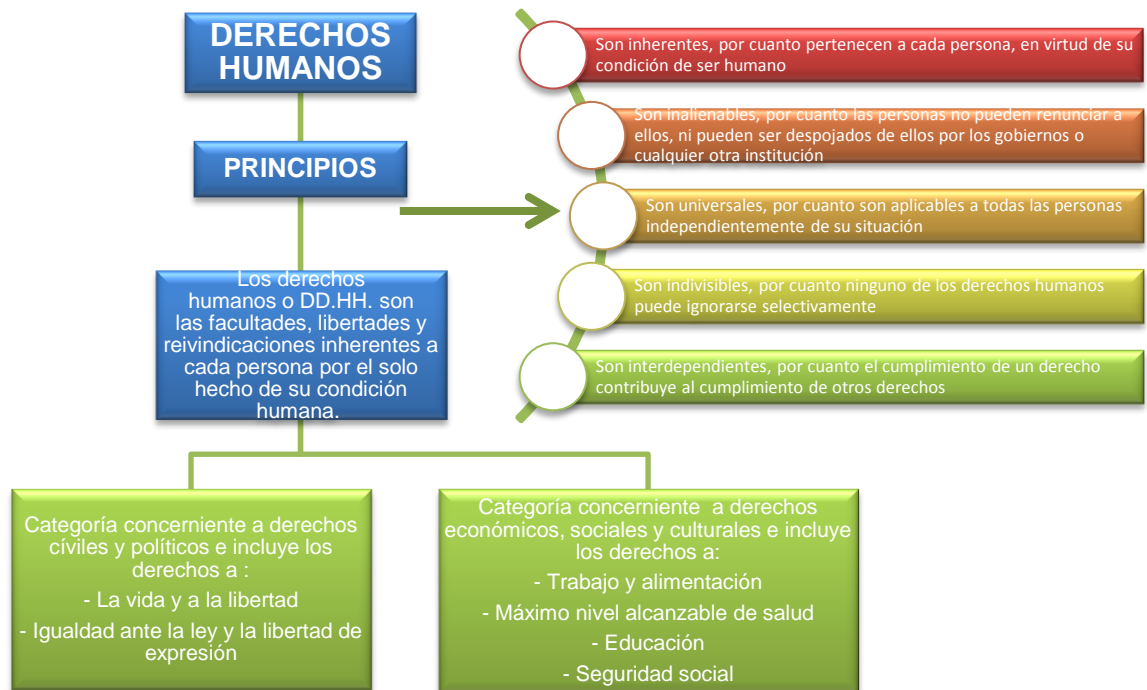 DERECHOS
HUMANOS
PRINCIPIOS
Los derechos
humanos o DD.HH. son
las facultades, libertades y
reivindicaciones inherentes a
cada persona por el solo
hecho de su condición
humana.
Son inherentes, por cuanto pertenecen a cada persona, en virtud de su
condición de ser humano
Son inalienables, por cuanto las personas no pueden renunciar a
ellos, ni pueden ser despojados de ellos por los gobiernos o
cualquier otra institución
Son universales, por cuanto son aplicables a todas las personas
independientemente de su situación
Son indivisibles, por cuanto ninguno de los derechos humanos
puede ignorarse selectivamente
Son interdependientes, por cuanto el cumplimiento de un derecho
contribuye al cumplimiento de otros derechos
Categoría concerniente a derechos
cíviles y políticos e incluye los
derechos a :
- La vida y a la libertad
- Igualdad ante la ley y la libertad de
expresión
Categoría concerniente a derechos
económicos, sociales y culturales e incluye
los derechos a:
- Trabajo y alimentación
- Máximo nivel alcanzable de salud
- Educación
- Seguridad social